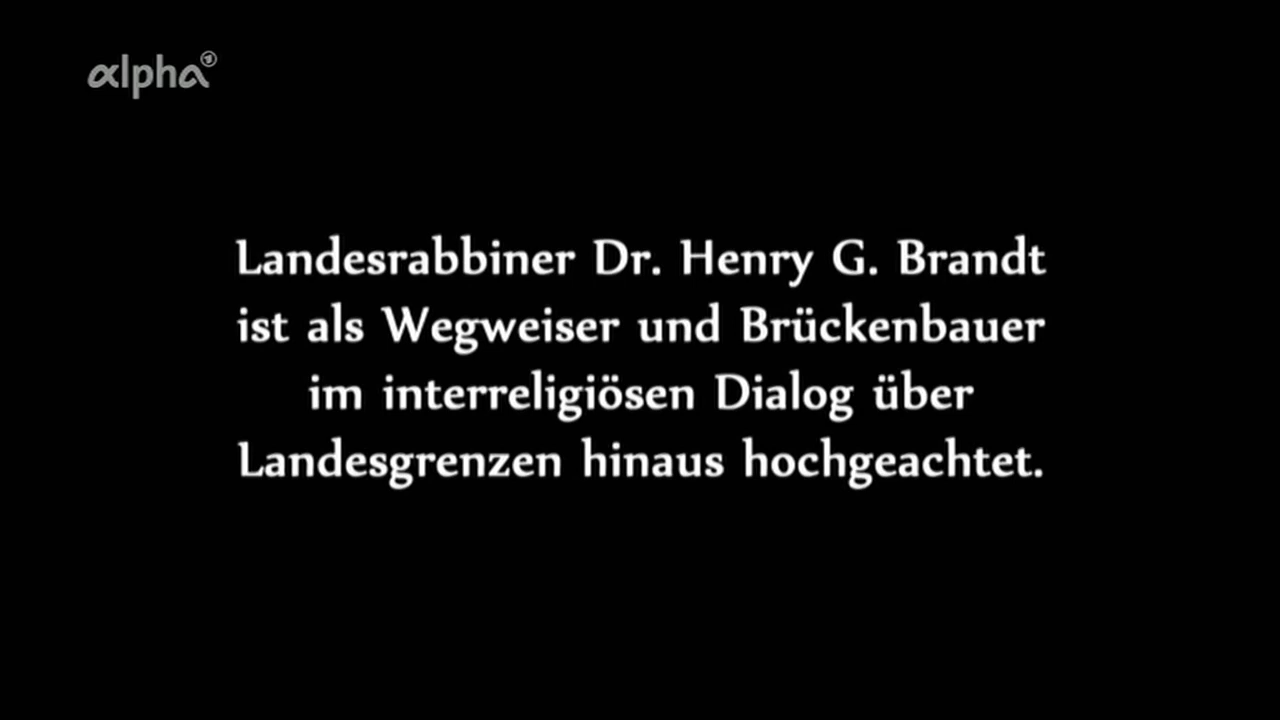 alpha
Landesrabbiner Dr. Henry G. Brandt
ist als Wegweiser und Brückenbauer
im interreligiösen Dialog über
Landesgrenzen hinaus hochgeachtet.